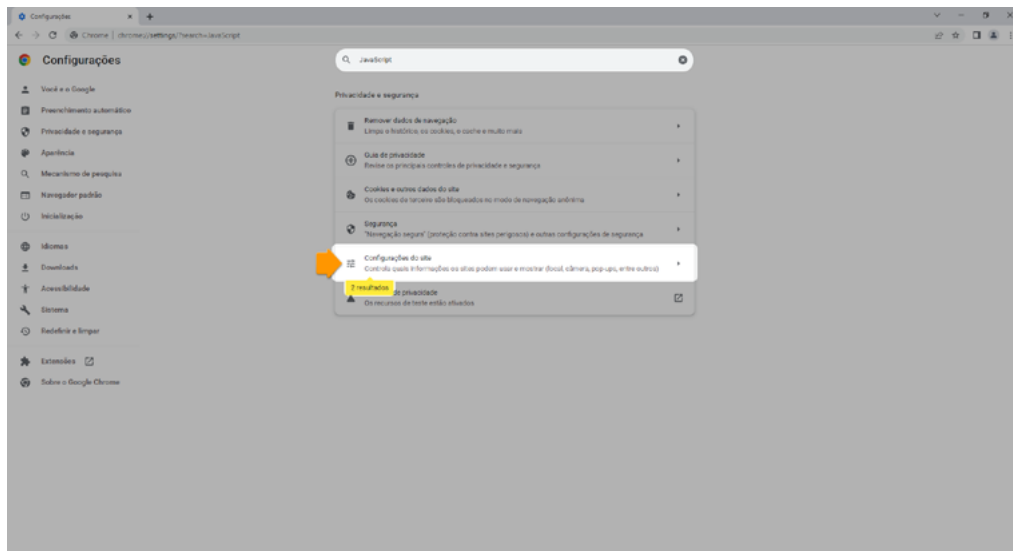 Configurações
Chrome | chrome://settings/?search=JavaScript
Configurações
JavaScript
Você e o Google
Preenchimento automático
Privacidade e segurança
Aparência
Mecanismo de pesquisa
Navegador padrão
Inicialização
Idiomas
Downloads
Acessibilidade
Sistema
Redefinir e limpar
Extensões
Sobre o Google Chrome
Privacidade e segurança
Remover dados de navegação
Limpa o histórico, os cookies, o cache e muito mais
Guia de privacidade
Revise os principais controles de privacidade e segurança
Cookies e outros dados do site
Os cookies de terceiro são bloqueados no modo de navegação anônima
Segurança
"Navegação segura" (proteção contra sites perigosos) e outras configurações de segurança
Configurações do site
Controla quais informações os sites podem usar e mostrar (local, câmera, pop-ups, entre outros)
2 resultados
de privacidade
Os recursos de teste estão ativados